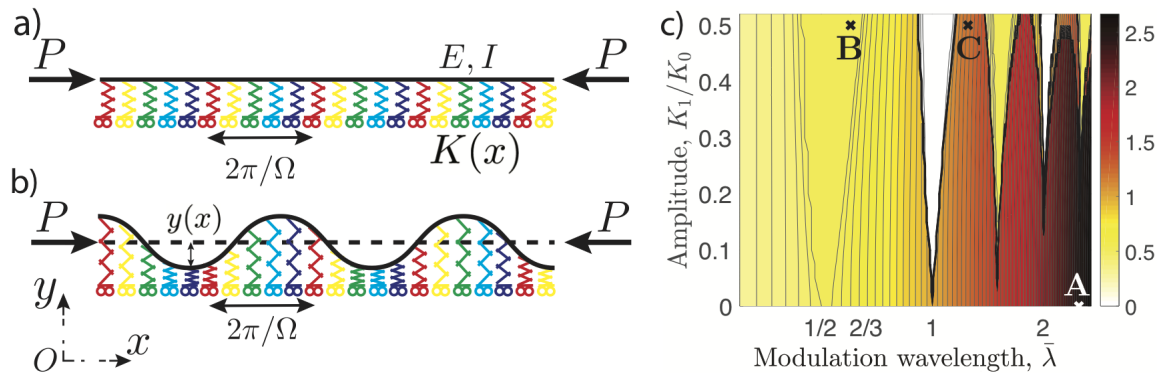 a)
P
E, I
P
2π/Ω
K(x)
b)
P
y(x)
P
2π/Ω
y
O
x
c)
Amplitude, K₁/K₀
0.5
0.4
0.3
0.2
0.1
0
B
C
A
1/2
2/3
1
2
Modulation wavelength, λ̄
2.5
2
1.5
1
0.5
0